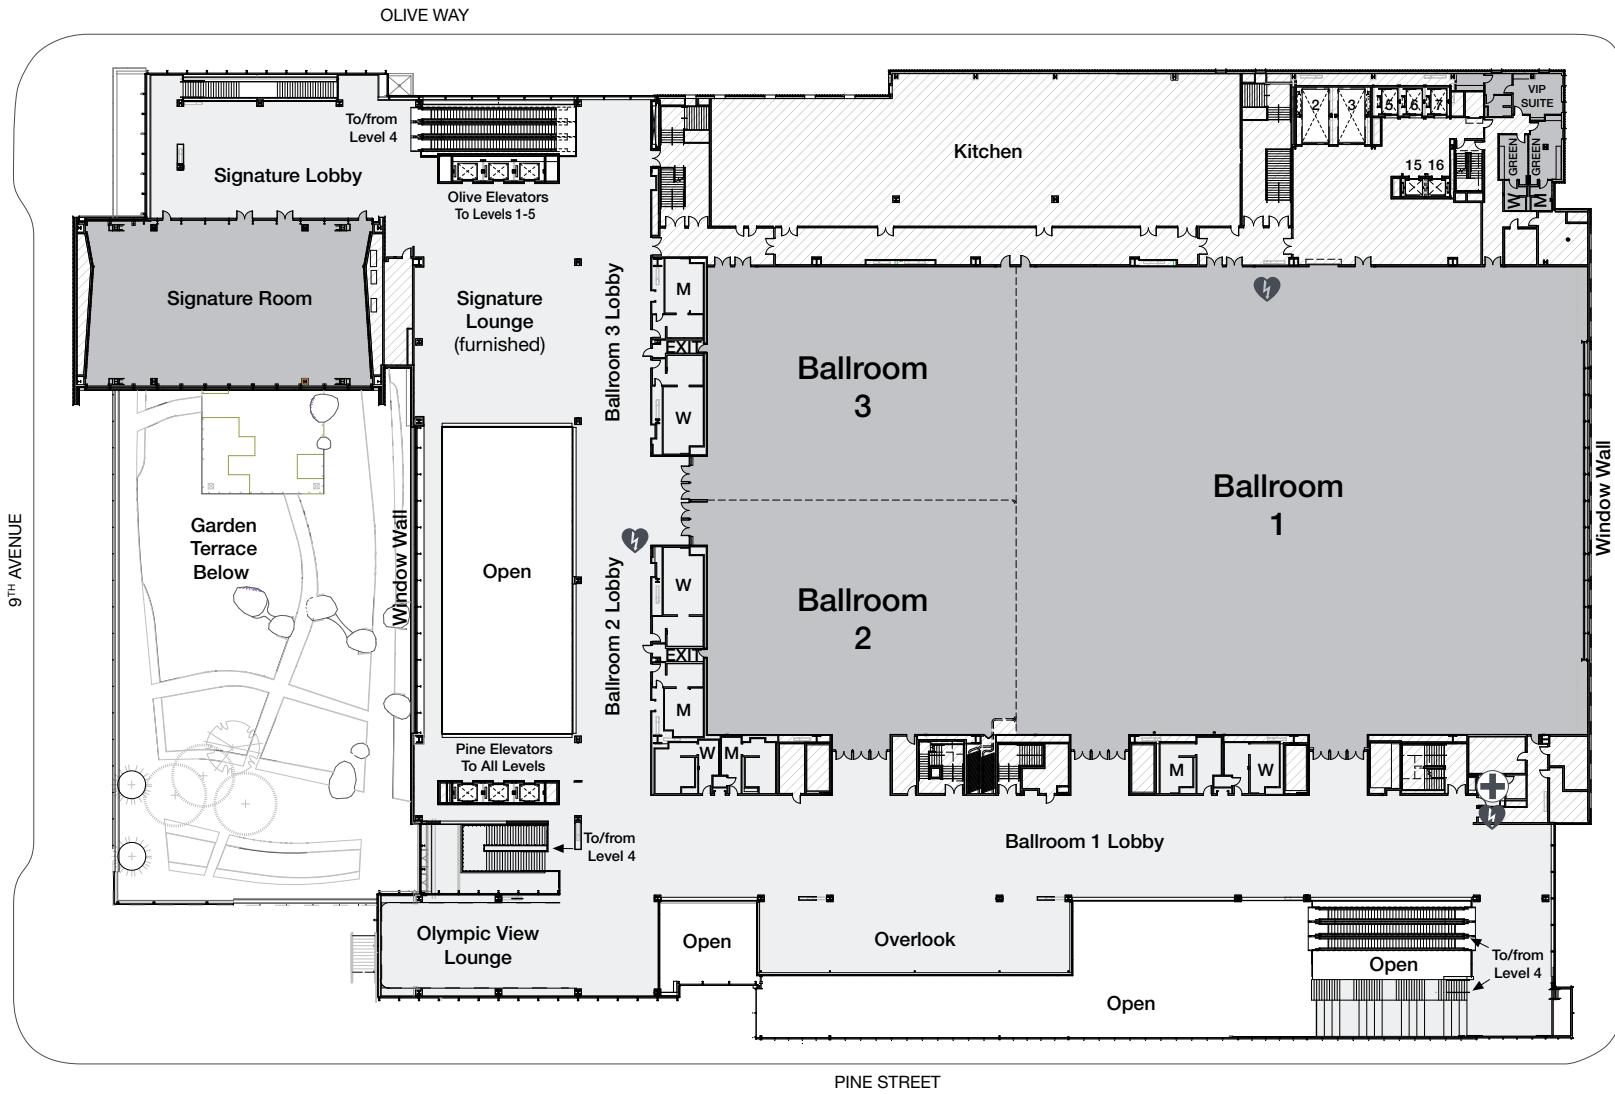 OLIVE WAY
VIP
SUITE
2
3
5
6
7
To/from
Level 4
Kitchen
GREEN
GREEN
15 16
Signature Lobby
Olive Elevators
To Levels 1-5
W
M
Signature Room
Signature
Lounge
(furnished)
Ballroom 3 Lobby
M
EXIT
W
Ballroom
3
Ballroom
1
Window Wall
9TH AVENUE
Garden
Terrace
Below
Window Wall
Open
Ballroom 2 Lobby
W
EXIT
M
Ballroom
2
Pine Elevators
To All Levels
W
M
M
W
To/from
Level 4
Ballroom 1 Lobby
Olympic View
Lounge
Open
Overlook
Open
To/from
Level 4
Open
PINE STREET